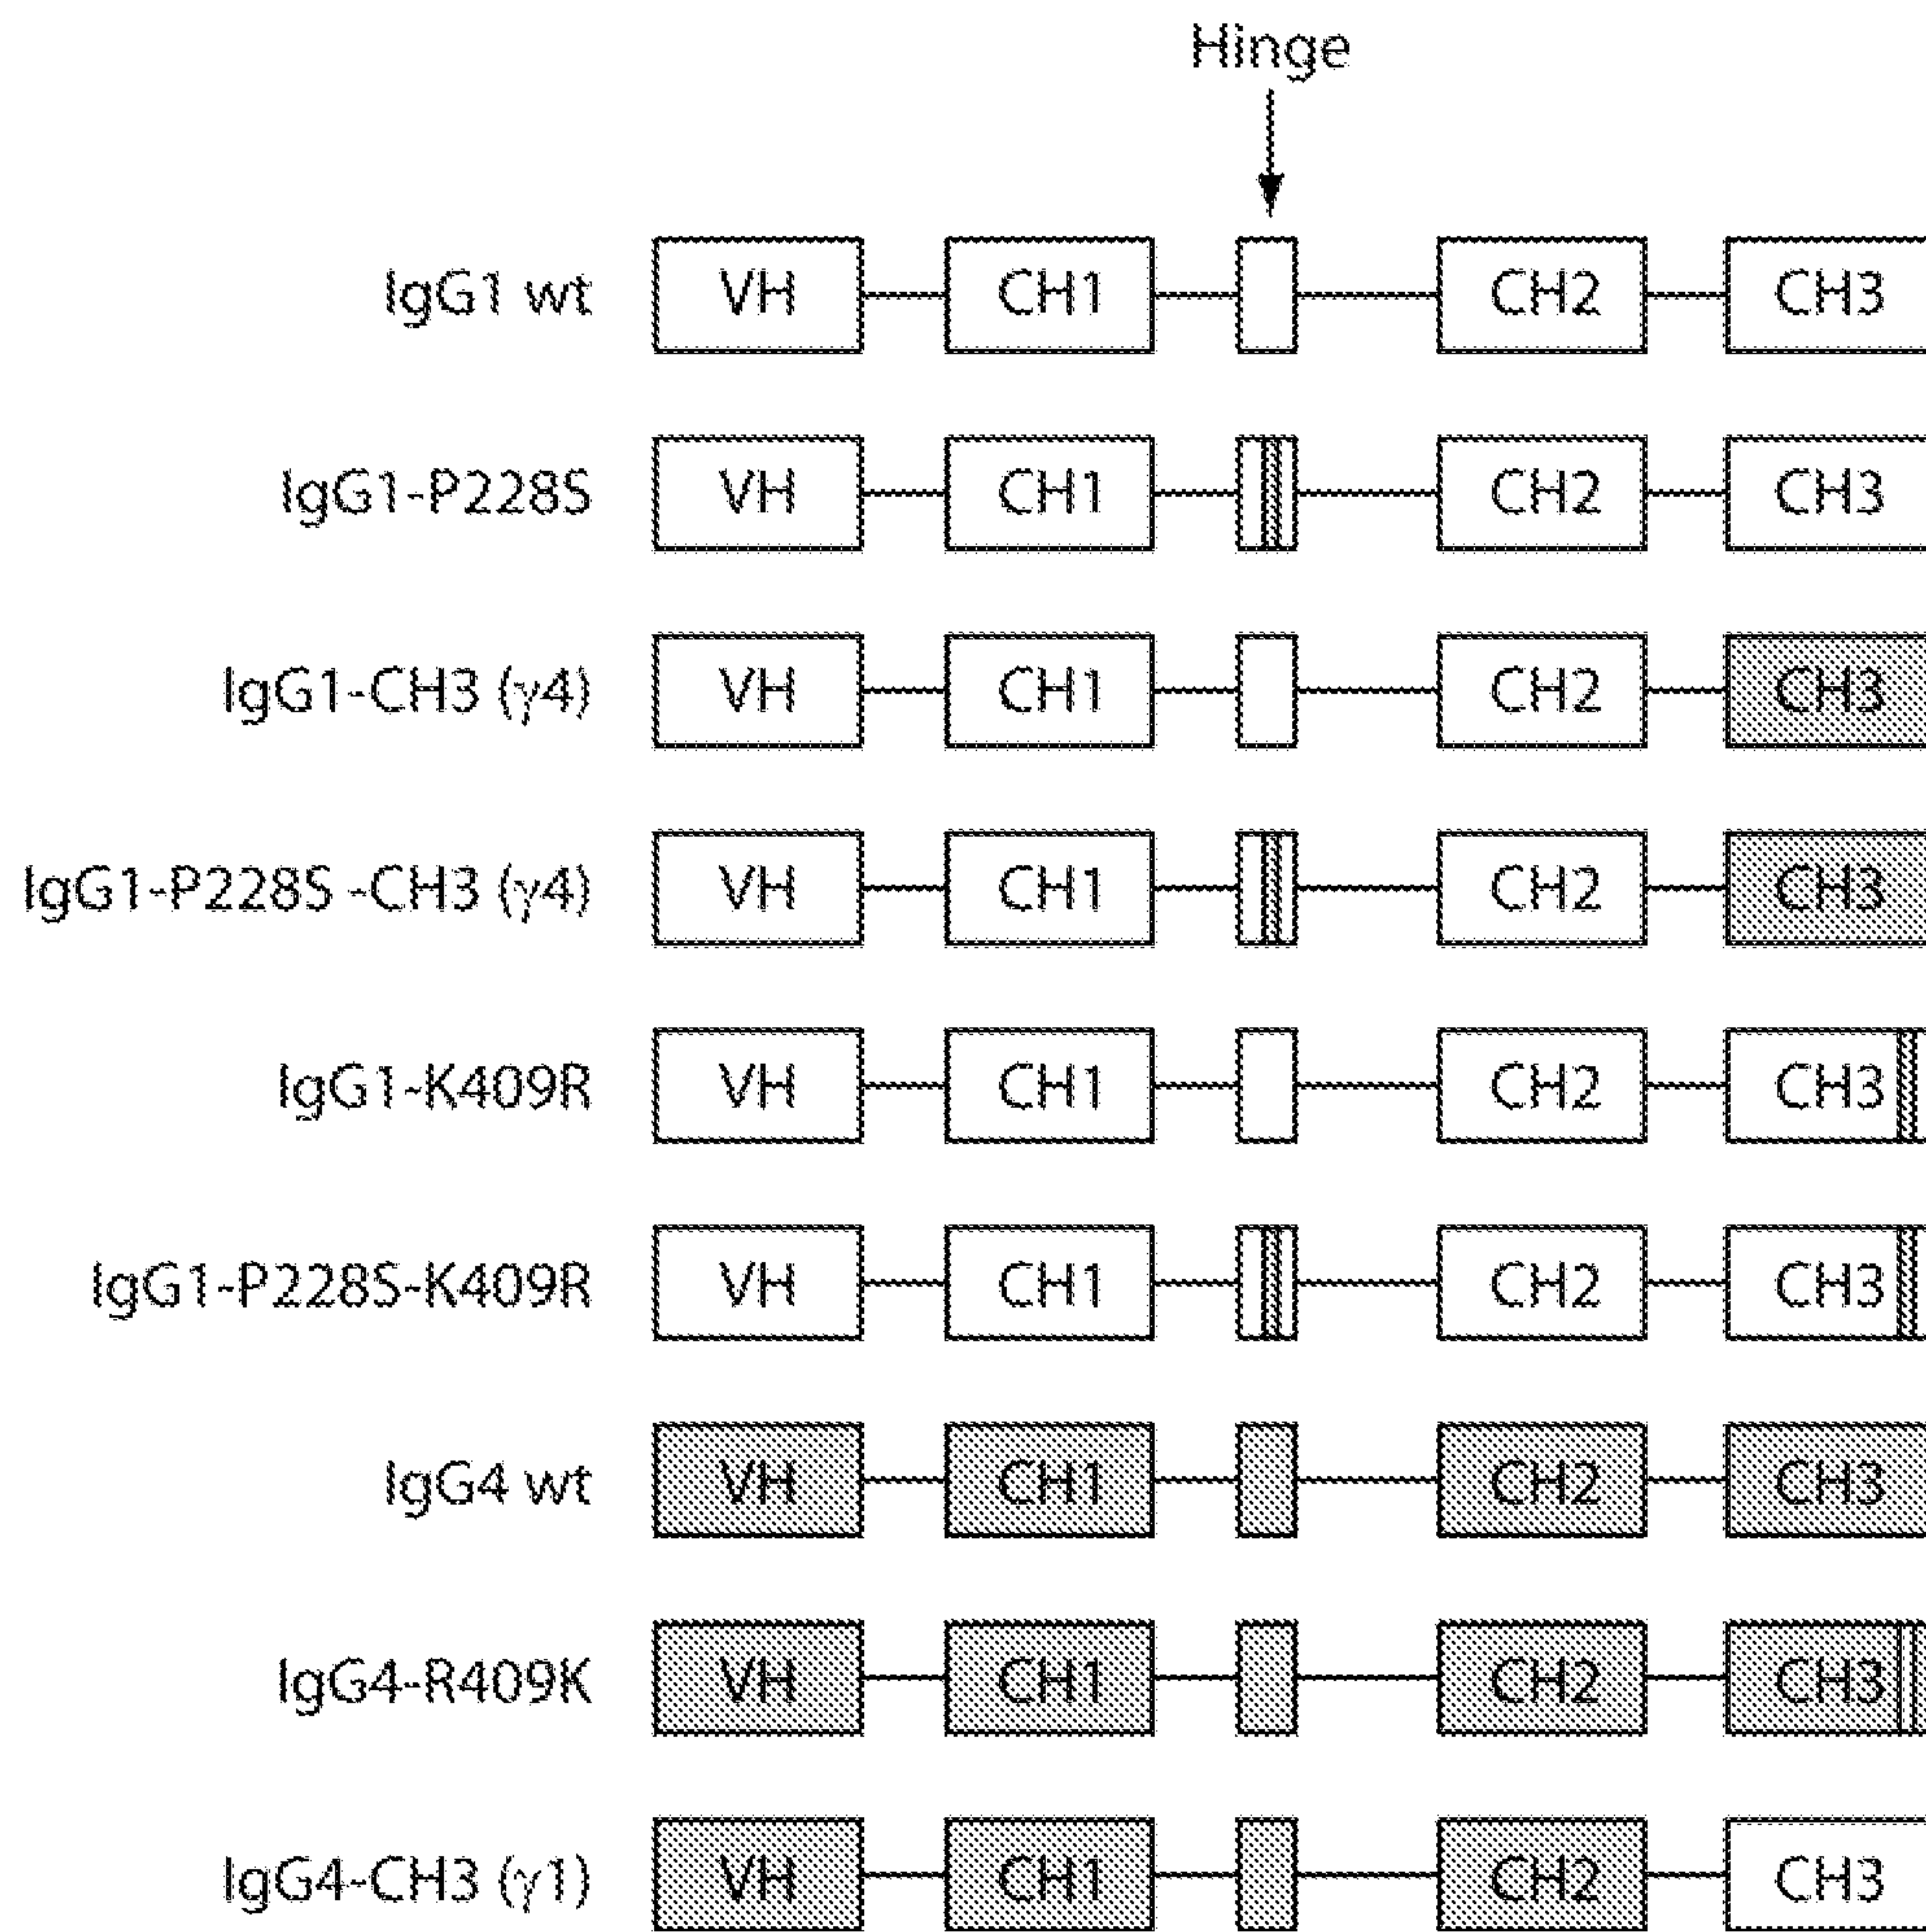 Hinge
IgG1 wt VH CH1 CH2 CH3
IgG1-P228S VH CH1 CH2 CH3
IgG1-CH3 (γ4) VH CH1 CH2 CH3
IgG1-P228S -CH3 (γ4) VH CH1 CH2 CH3
IgG1-K409R VH CH1 CH2 CH3
IgG1-P228S-K409R VH CH1 CH2 CH3
IgG4 wt VH CH1 CH2 CH3
IgG4-R409K VH CH1 CH2 CH3
IgG4-CH3 (γ1) VH CH1 CH2 CH3